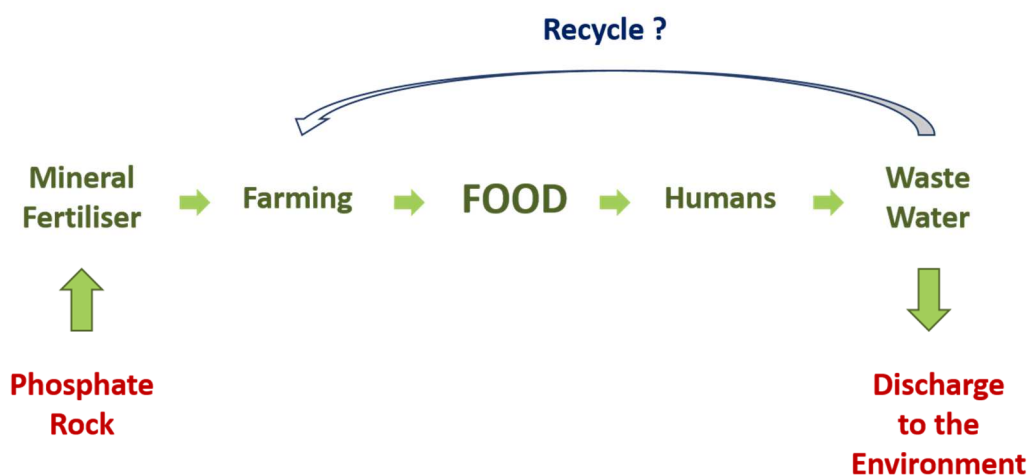 Recycle ?
Mineral
Fertiliser
Farming
FOOD
Humans
Waste
Water
Phosphate
Rock
Discharge
to the
Environment